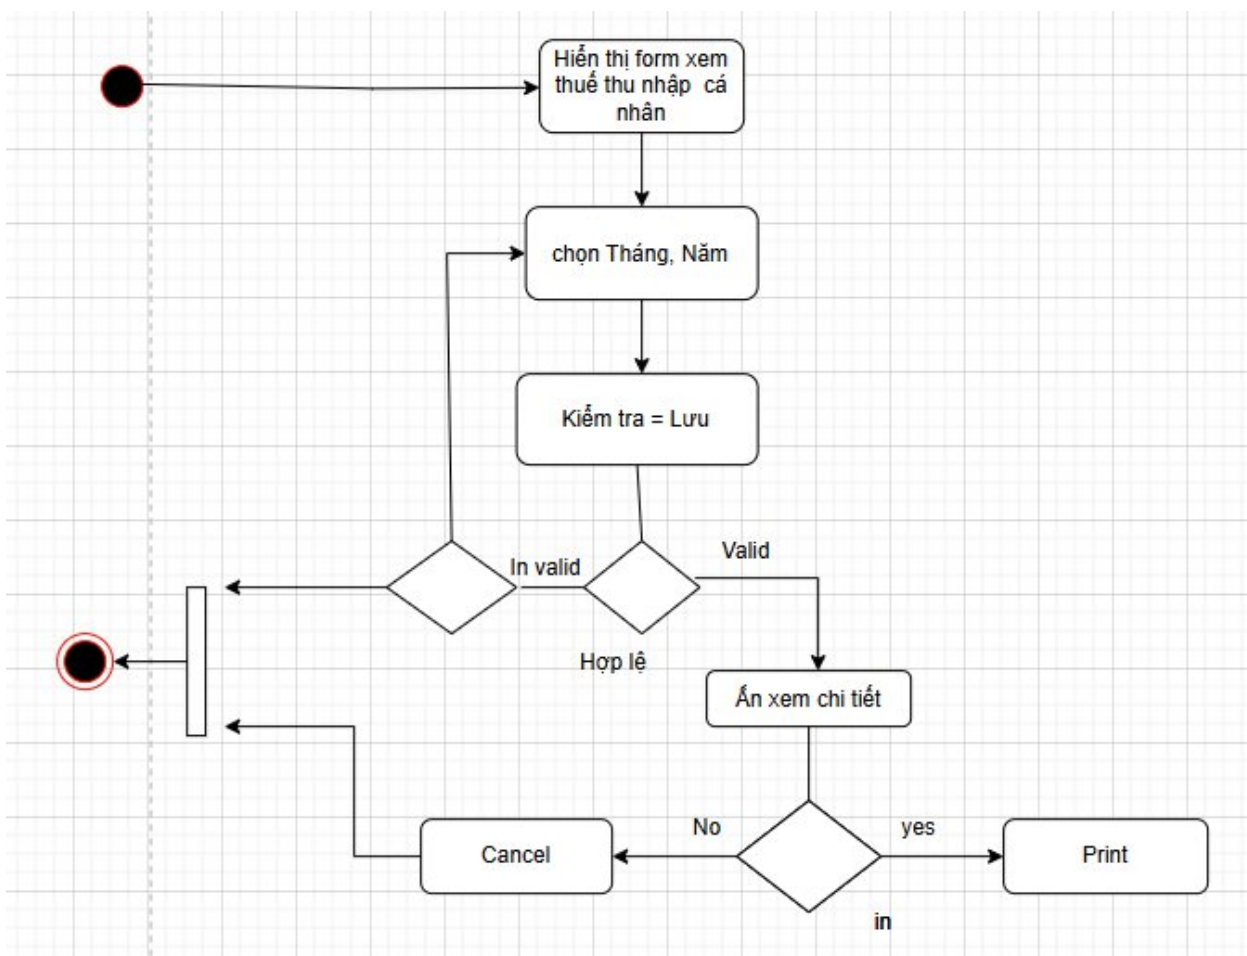 Hiển thị form xem
thuế thu nhập cá
nhân
chọn Tháng, Năm
Kiểm tra = Lưu
In valid
Valid
Hợp lệ
Ấn xem chi tiết
No
yes
Cancel
Print
in